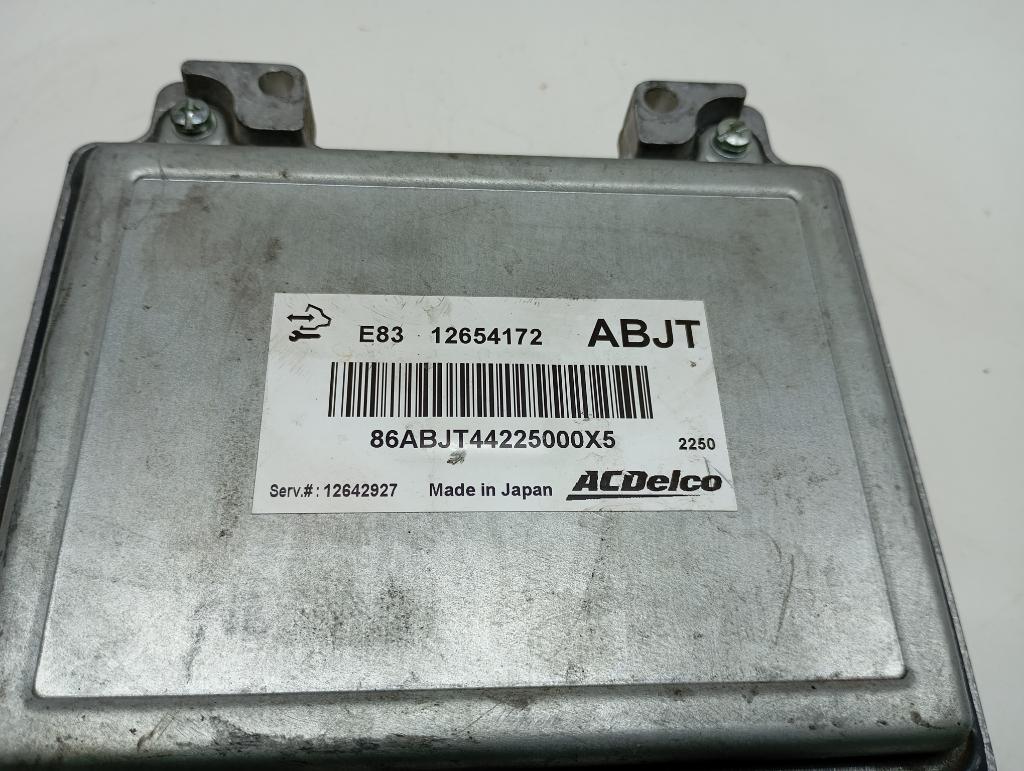 E83 12654172 ABJT
86ABJT44225000X5 2250
Serv.#: 12642927 Made in Japan ACDelco